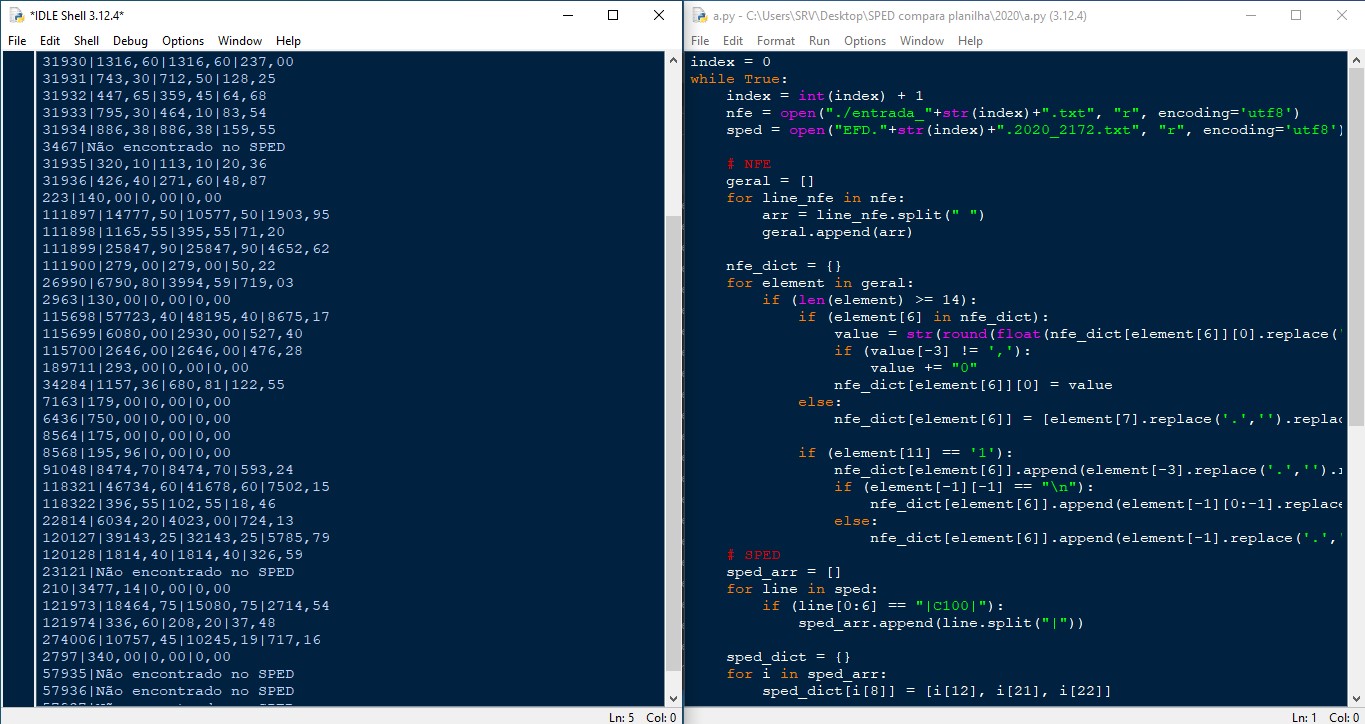 *IDLE Shell 3.12.4*
File Edit Shell Debug Options Window Help
31930|1316,60|1316,60|237,00
31931|743,30|712,50|128,25
31932|447,65|359,45|64,68
31933|795,30|464,10|83,54
31934|886,38|886,38|159,55
3467|Não encontrado no SPED
31935|320,10|113,10|20,36
31936|426,40|271,60|48,87
223|140,00|0,00|0,00
111897|14777,50|10577,50|1903,95
111898|1165,55|395,55|71,20
111899|25847,90|25847,90|4652,62
111900|279,00|279,00|50,22
26990|6790,80|3994,59|719,03
2963|130,00|0,00|0,00
115698|57723,40|48195,40|8675,17
115699|6080,00|2930,00|527,40
115700|2646,00|2646,00|476,28
189711|293,00|0,00|0,00
34284|1157,36|680,81|122,55
7163|179,00|0,00|0,00
6436|750,00|0,00|0,00
8564|175,00|0,00|0,00
8568|195,96|0,00|0,00
91048|8474,70|8474,70|593,24
118321|46734,60|41678,60|7502,15
118322|396,55|102,55|18,46
22814|6034,20|4023,00|724,13
120127|39143,25|32143,25|5785,79
120128|1814,40|1814,40|326,59
23121|Não encontrado no SPED
210|3477,14|0,00|0,00
121973|18464,75|15080,75|2714,54
121974|336,60|208,20|37,48
274006|10757,45|10245,19|717,16
2797|340,00|0,00|0,00
57935|Não encontrado no SPED
57936|Não encontrado no SPED
Ln: 5 Col: 0
a.py - C:\Users\SRV\Desktop\SPED compara planilha\2020\a.py (3.12.4)
File Edit Format Run Options Window Help
index = 0
while True:
    index = int(index) + 1
    nfe = open("./entrada_"+str(index)+".txt", "r", encoding='utf8')
    sped = open("EFD."+str(index)+".2020_2172.txt", "r", encoding='utf8')
    # NFE
    geral = []
    for line_nfe in nfe:
        arr = line_nfe.split(" ")
        geral.append(arr)
    nfe_dict = {}
    for element in geral:
        if (len(element) >= 14):
            if (element[6] in nfe_dict):
                value = str(round(float(nfe_dict[element[6]][0].replace('
                if (value[-3] != ','):
                    value += "0"
                nfe_dict[element[6]][0] = value
            else:
                nfe_dict[element[6]] = [element[7].replace('.','').replac
            if (element[11] == '1'):
                nfe_dict[element[6]].append(element[-3].replace('.','').r
                if (element[-1][-1] == "\n"):
                    nfe_dict[element[6]].append(element[-1][0:-1].replace
                else:
                    nfe_dict[element[6]].append(element[-1].replace('.','
    # SPED
    sped_arr = []
    for line in sped:
        if (line[0:6] == "|C100|"):
            sped_arr.append(line.split("|"))
    sped_dict = {}
    for i in sped_arr:
        sped_dict[i[8]] = [i[12], i[21], i[22]]
Ln: 1 Col: 0